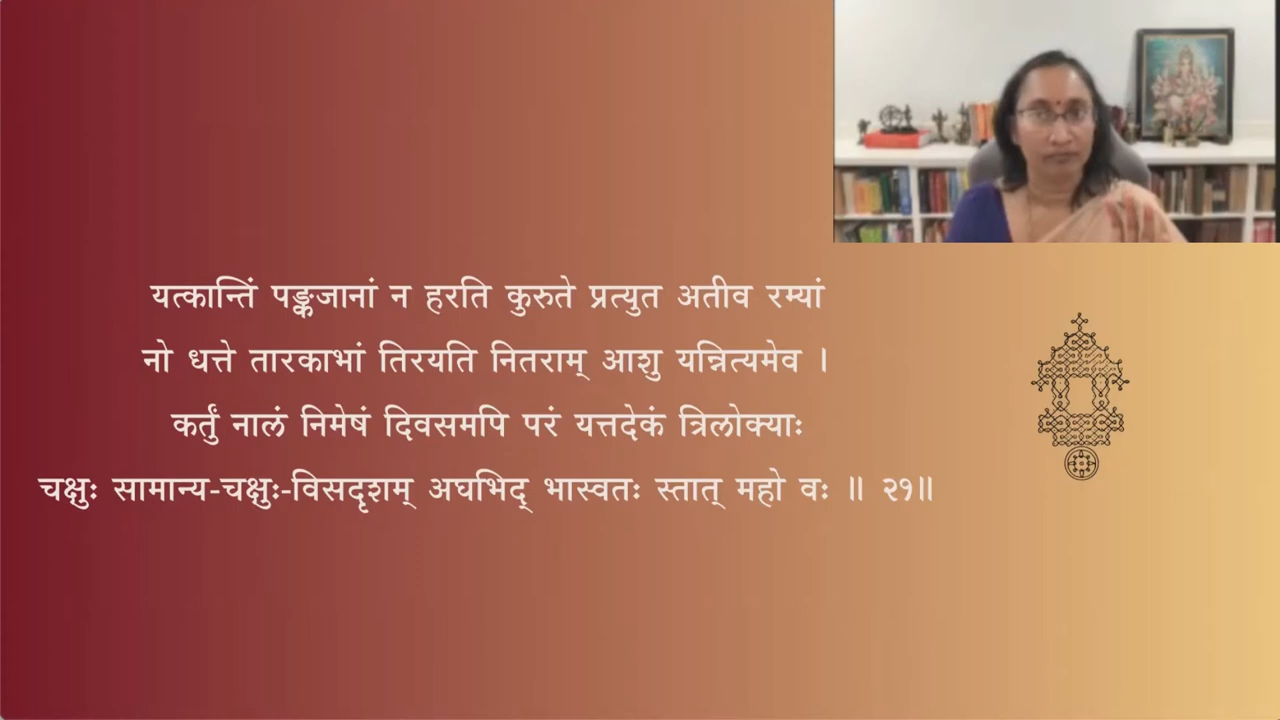 यत्कान्तिं पङ्कजानां न हरति कुरुते प्रत्युत अतीव रम्यां
नो धत्ते तारकाभां तिरयति नितराम् आशु यन्नित्यमेव ।
कर्तुं नालं निमेषं दिवसमपि परं यत्तदेकं त्रिलोक्याः
चक्षुः सामान्य-चक्षुः-विसदृशम् अघभिद् भास्वतः स्तात् महो वः ॥ २१॥